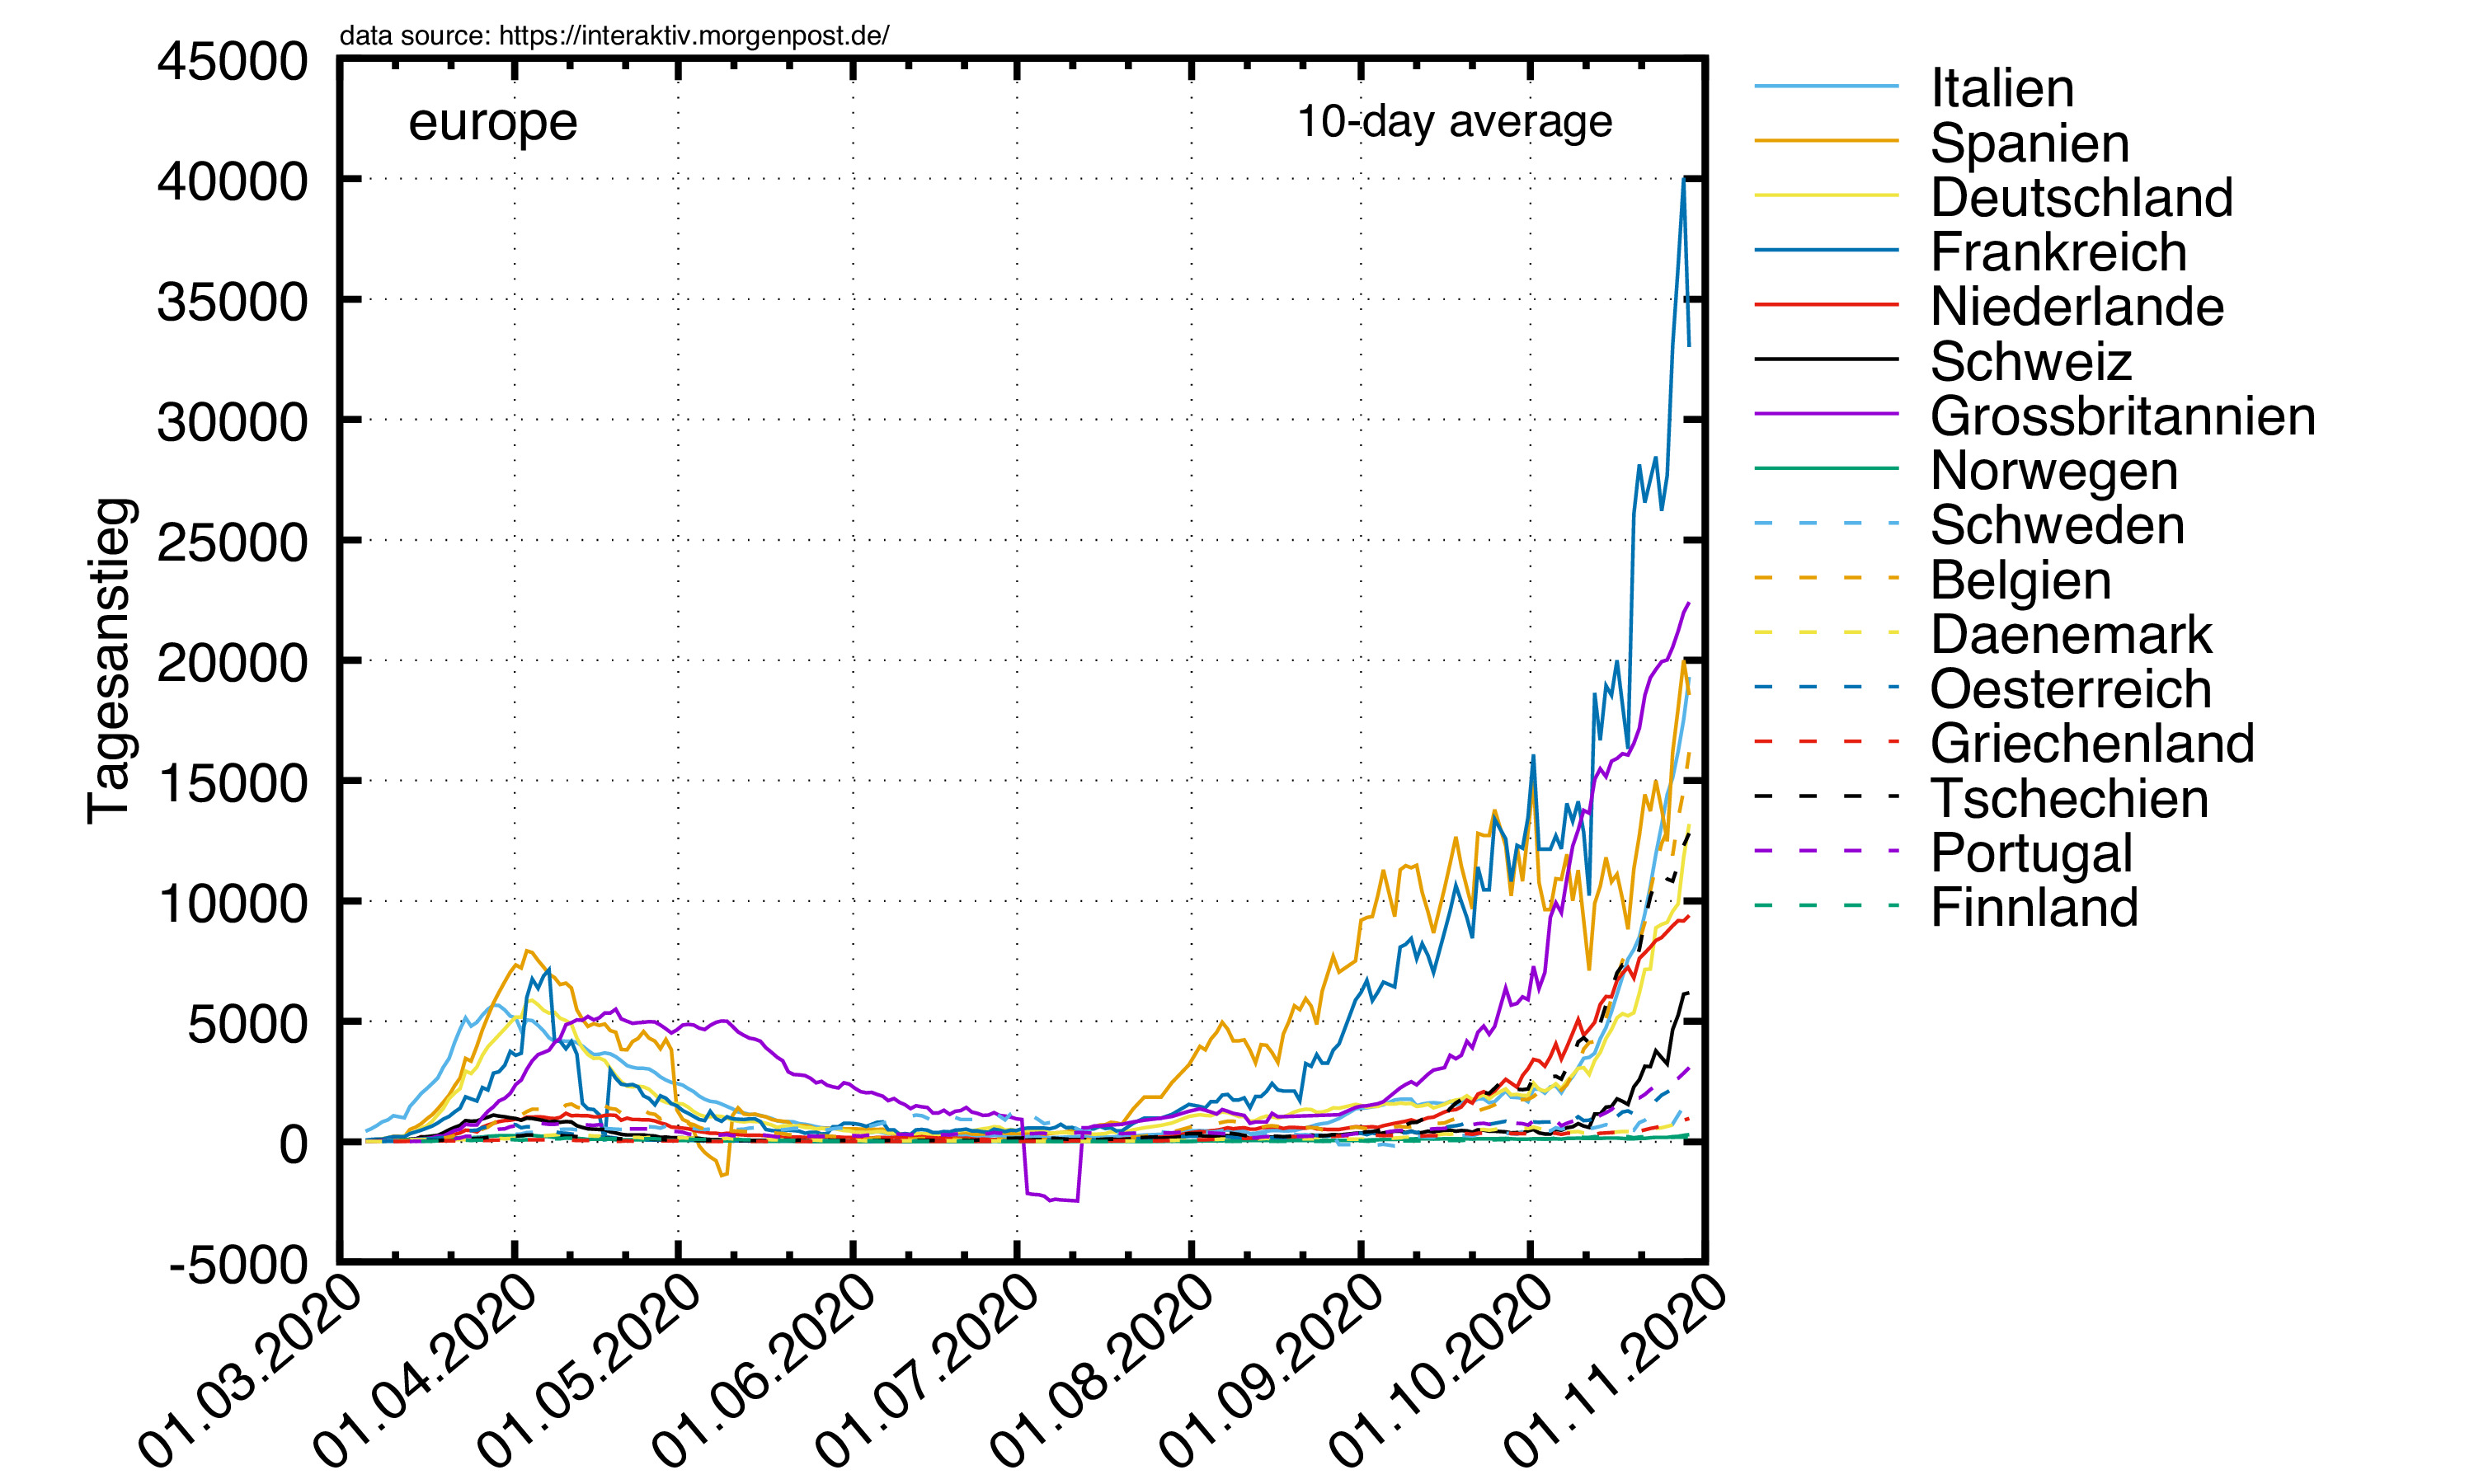 data source: https://interaktiv.morgenpost.de/
europe
10-day average
Tagesanstieg
45000
40000
35000
30000
25000
20000
15000
10000
5000
0
-5000
01.03.2020
01.04.2020
01.05.2020
01.06.2020
01.07.2020
01.08.2020
01.09.2020
01.10.2020
01.11.2020
Italien
Spanien
Deutschland
Frankreich
Niederlande
Schweiz
Grossbritannien
Norwegen
Schweden
Belgien
Daenemark
Oesterreich
Griechenland
Tschechien
Portugal
Finnland